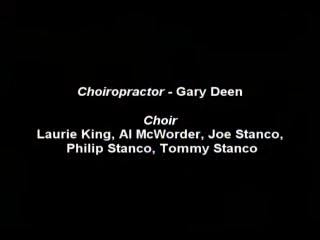 Choiropractor - Gary Deen
Choir
Laurie King, Al McWorder, Joe Stanco,
Philip Stanco, Tommy Stanco